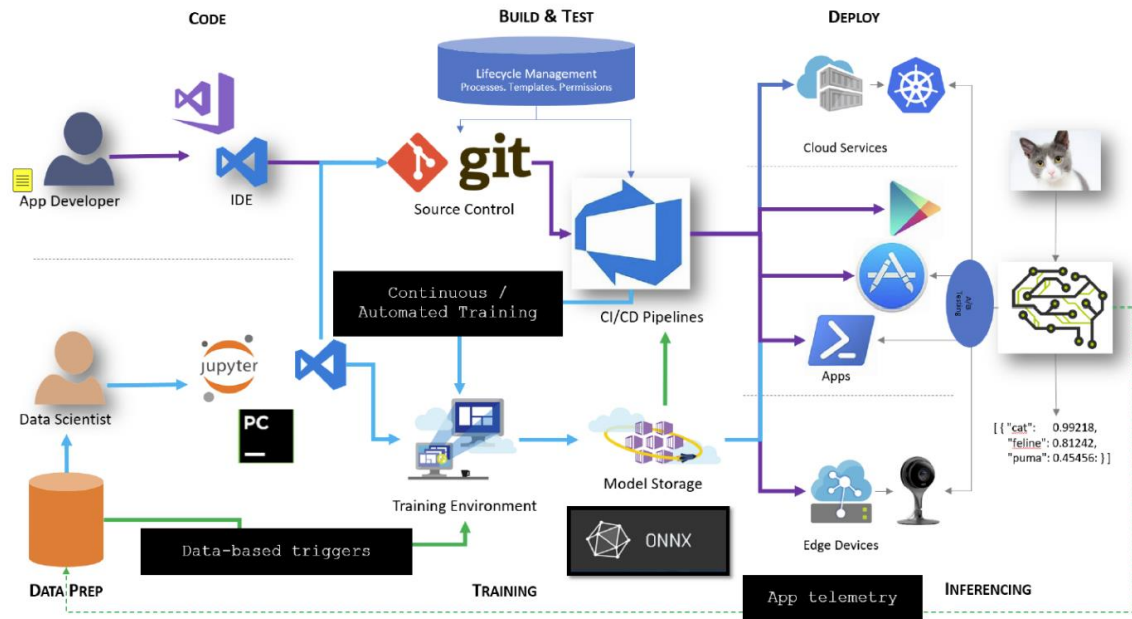 CODE
BUILD & TEST
DEPLOY
Lifecycle Management
Processes. Templates. Permissions
App Developer
IDE
git
Source Control
Cloud Services
Continuous /
Automated Training
CI/CD Pipelines
A/B
Testing
Apps
jupyter
Data Scientist
PC
Training Environment
Model Storage
[ { "cat": 0.99218,
"feline": 0.81242,
"puma": 0.45456: } ]
ONNX
Edge Devices
Data-based triggers
DATA PREP
TRAINING
App telemetry
INFERENCING